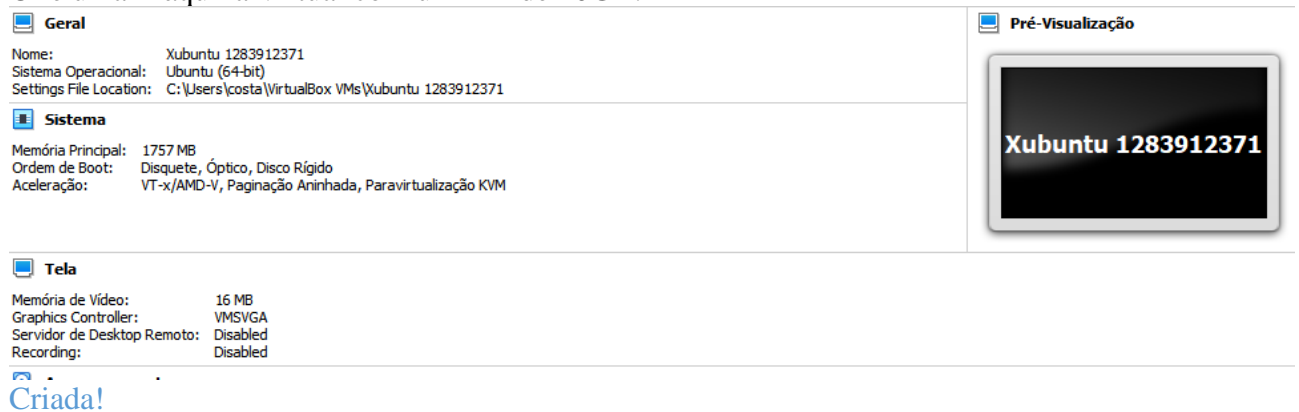 Geral
Nome: Xubuntu 1283912371
Sistema Operacional: Ubuntu (64-bit)
Settings File Location: C:\Users\costa\VirtualBox VMs\Xubuntu 1283912371
Sistema
Memória Principal: 1757 MB
Ordem de Boot: Disquete, Óptico, Disco Rígido
Aceleração: VT-x/AMD-V, Paginação Aninhada, Paravirtualização KVM
Pré-Visualização
Xubuntu 1283912371
Tela
Memória de Vídeo: 16 MB
Graphics Controller: VMSVGA
Servidor de Desktop Remoto: Disabled
Recording: Disabled
Criada!